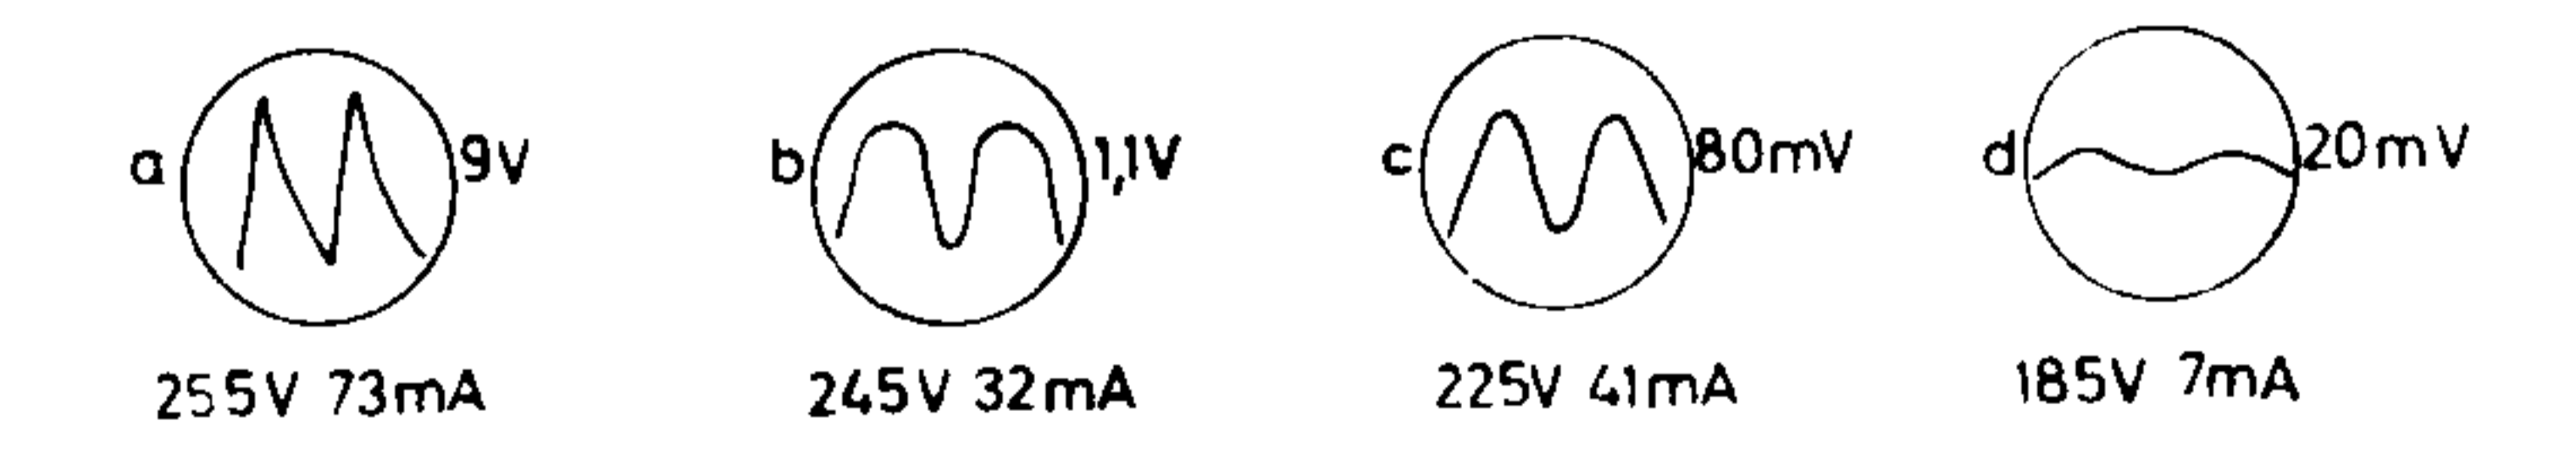 a 9V b 1,1V c 80mV d 20mV
255V 73mA 245V 32mA 225V 41mA 185V 7mA